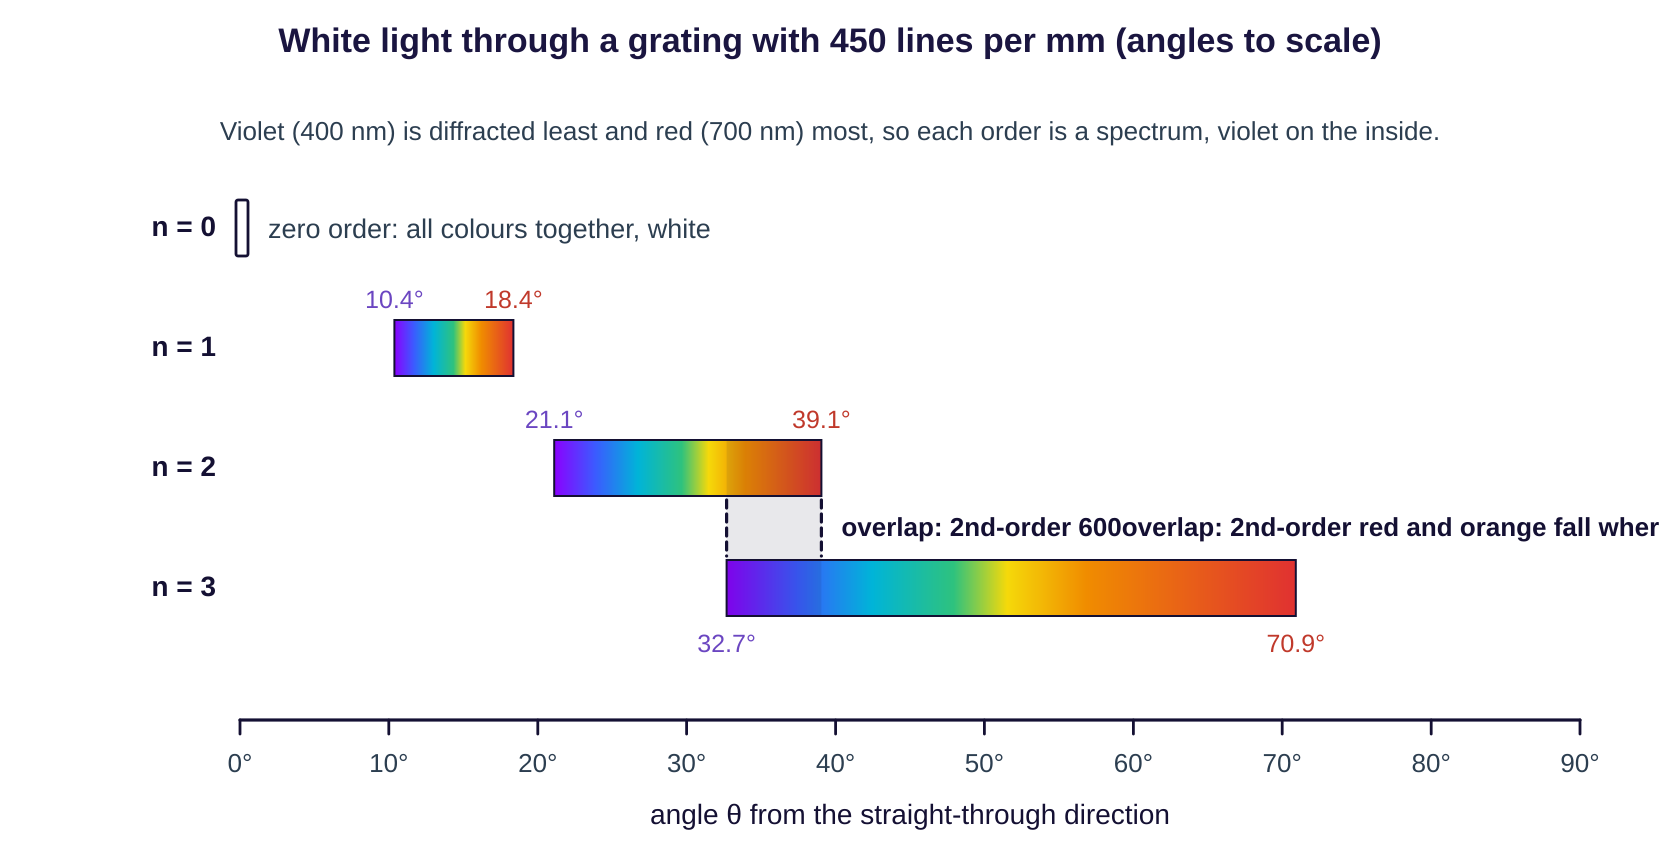 White light through a grating with 450 lines per mm (angles to scale)
Violet (400 nm) is diffracted least and red (700 nm) most, so each order is a spectrum, violet on the inside.
n = 0 zero order: all colours together, white
10.4° 18.4°
n = 1
21.1° 39.1°
n = 2
overlap: 2nd-order 600overlap: 2nd-order red and orange fall wher
n = 3
32.7° 70.9°
0° 10° 20° 30° 40° 50° 60° 70° 80° 90°
angle θ from the straight-through direction